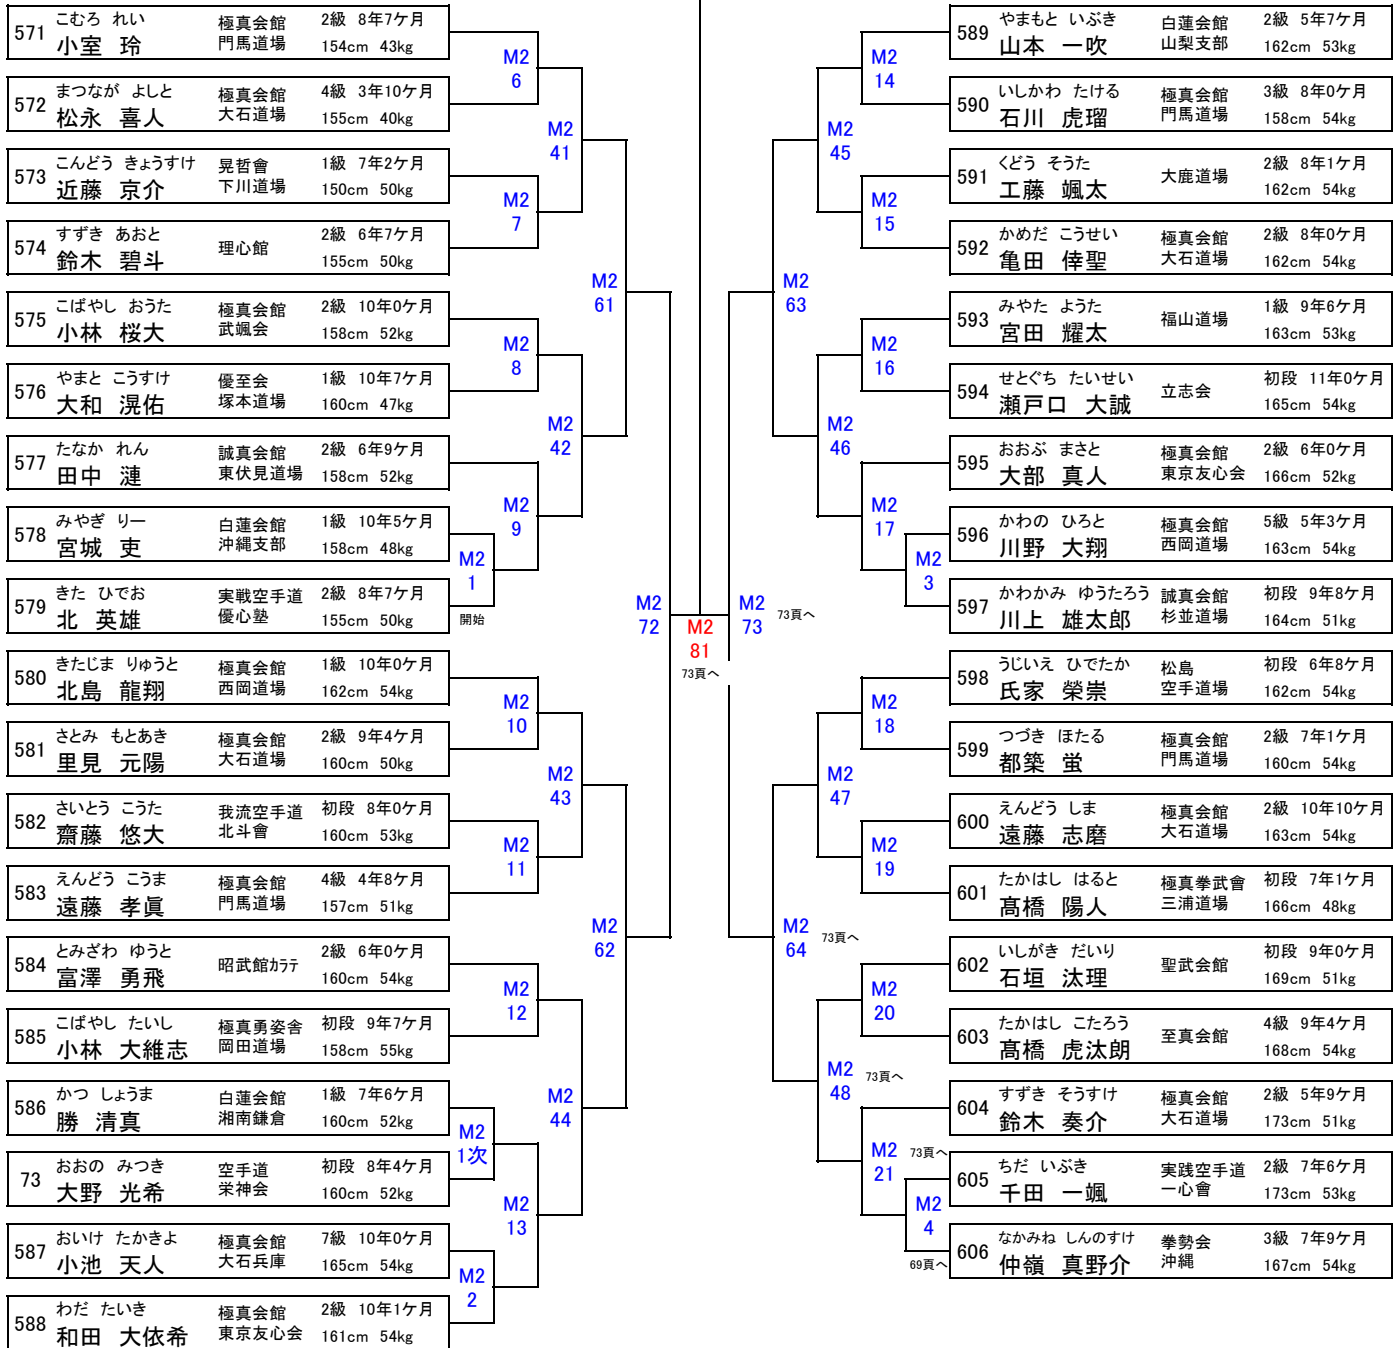 571
こむろ れい
小室 玲
極真会館
門馬道場
2級 8年7ケ月
154cm 43kg
572
まつなが よしと
松永 喜人
極真会館
大石道場
4級 3年10ケ月
155cm 40kg
573
こんどう きょうすけ
近藤 京介
晃哲會
下川道場
1級 7年2ケ月
150cm 50kg
574
すずき あおと
鈴木 碧斗
理心館
2級 6年7ケ月
155cm 50kg
575
こばやし おうた
小林 桜大
極真会館
武颯会
2級 10年0ケ月
158cm 52kg
576
やまと こうすけ
大和 滉佑
優至会
塚本道場
1級 10年7ケ月
160cm 47kg
577
たなか れん
田中 漣
誠真会館
東伏見道場
2級 6年9ケ月
158cm 52kg
578
みやぎ りー
宮城 吏
白蓮会館
沖縄支部
1級 10年5ケ月
158cm 48kg
579
きた ひでお
北 英雄
実戦空手道
優心塾
2級 8年7ケ月
155cm 50kg
580
きたじま りゅうと
北島 龍翔
極真会館
西岡道場
1級 10年0ケ月
162cm 54kg
581
さとみ もとあき
里見 元陽
極真会館
大石道場
2級 9年4ケ月
160cm 50kg
582
さいとう こうた
齋藤 悠大
我流空手道
北斗會
初段 8年0ケ月
160cm 53kg
583
えんどう こうま
遠藤 孝眞
極真会館
門馬道場
4級 4年8ケ月
157cm 51kg
584
とみざわ ゆうと
富澤 勇飛
昭武館カラテ
2級 6年0ケ月
160cm 54kg
585
こばやし たいし
小林 大維志
極真勇姿舎
岡田道場
初段 9年7ケ月
158cm 55kg
586
かつ しょうま
勝 清真
白蓮会館
湘南鎌倉
1級 7年6ケ月
160cm 52kg
73
おおの みつき
大野 光希
空手道
栄神会
初段 8年4ケ月
160cm 52kg
587
おいけ たかきよ
小池 天人
極真会館
大石兵庫
7級 10年0ケ月
165cm 54kg
588
わだ たいき
和田 大依希
極真会館
東京友心会
2級 10年1ケ月
161cm 54kg
M2
6
M2
7
M2
8
M2
9
M2
1
開始
M2
10
M2
11
M2
12
M2
1次
M2
13
M2
2
M2
41
M2
42
M2
43
M2
44
M2
61
M2
62
M2
72
M2
81
73頁へ
M2
73
73頁へ
M2
63
M2
64
73頁へ
M2
45
M2
46
M2
47
M2
48
73頁へ
M2
14
M2
15
M2
16
M2
17
M2
3
M2
18
M2
19
M2
20
M2
21
73頁へ
M2
4
69頁へ
589
やまもと いぶき
山本 一吹
白蓮会館
山梨支部
2級 5年7ケ月
162cm 53kg
590
いしかわ たける
石川 虎瑠
極真会館
門馬道場
3級 8年0ケ月
158cm 54kg
591
くどう そうた
工藤 颯太
大鹿道場
2級 8年1ケ月
162cm 54kg
592
かめだ こうせい
亀田 倖聖
極真会館
大石道場
2級 8年0ケ月
162cm 54kg
593
みやた ようた
宮田 耀太
福山道場
1級 9年6ケ月
163cm 53kg
594
せとぐち たいせい
瀬戸口 大誠
立志会
初段 11年0ケ月
165cm 54kg
595
おおぶ まさと
大部 真人
極真会館
東京友心会
2級 6年0ケ月
166cm 52kg
596
かわの ひろと
川野 大翔
極真会館
西岡道場
5級 5年3ケ月
163cm 54kg
597
かわかみ ゆうたろう
川上 雄太郎
誠真会館
杉並道場
初段 9年8ケ月
164cm 51kg
598
うじいえ ひでたか
氏家 榮崇
松島
空手道場
初段 6年8ケ月
162cm 54kg
599
つづき ほたる
都築 蛍
極真会館
門馬道場
2級 7年1ケ月
160cm 54kg
600
えんどう しま
遠藤 志磨
極真会館
大石道場
2級 10年10ケ月
163cm 54kg
601
たかはし はると
髙橋 陽人
極真拳武會
三浦道場
初段 7年1ケ月
166cm 48kg
602
いしがき だいり
石垣 汰理
聖武会館
初段 9年0ケ月
169cm 51kg
603
たかはし こたろう
髙橋 虎汰朗
至真会館
4級 9年4ケ月
168cm 54kg
604
すずき そうすけ
鈴木 奏介
極真会館
大石道場
2級 5年9ケ月
173cm 51kg
605
ちだ いぶき
千田 一颯
実践空手道
一心會
2級 7年6ケ月
173cm 53kg
606
なかみね しんのすけ
仲嶺 真野介
拳勢会
沖縄
3級 7年9ケ月
167cm 54kg